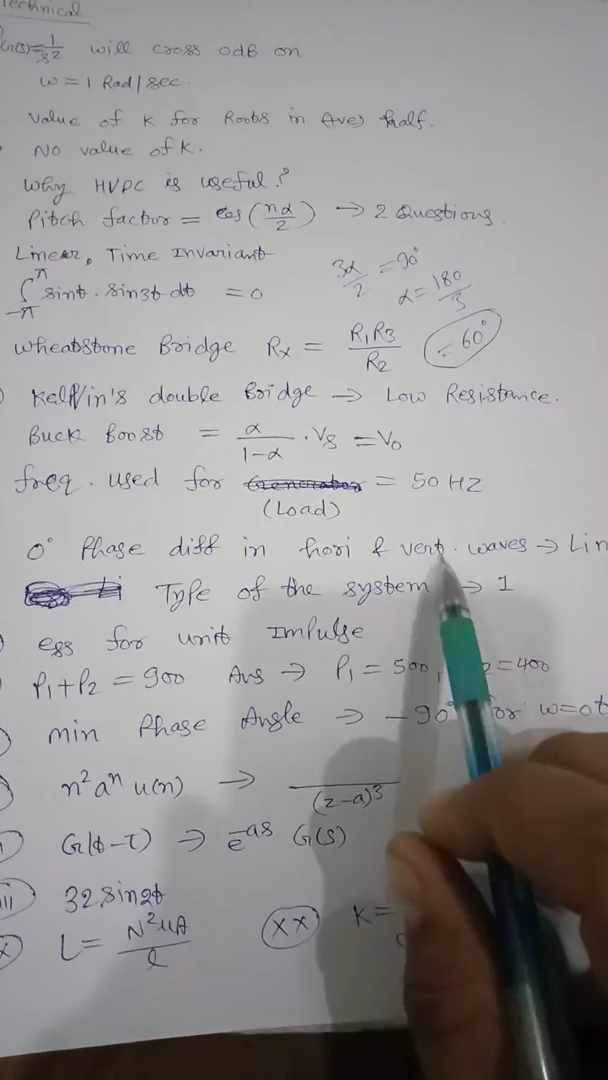 Technical
G(s)=1/s² will cross 0dB on
ω = 1 Rad/sec.
Value of K for Roots in (+ve) half.
No value of K.
Why HVDC is useful?
Pitch factor = cos(nα/2) → 2 Questions.
Linear, Time Invariant
3α/2 = 90°
α = 180/3
= 60°
∫-π^π sint · sin3t dt = 0
Wheatstone Bridge Rx = R1R3/R2
Kelvin's double Bridge → Low Resistance.
Buck Boost = α/1-α · Vs = Vo
freq. used for = 50 HZ
(Load)
0° Phase diff in hori & vert. waves → Lin
Type of the system → 1
ess for unit Impulse
P1+P2 = 900 Ans → P1 = 500, 2 = 400
min Phase Angle → -90° for ω=0t
n²aⁿu(n) → /(z-a)³
G(t-T) → e^-as G(s)
iii) 32 sin2t
x) L = N²μA/l
(xx) K =